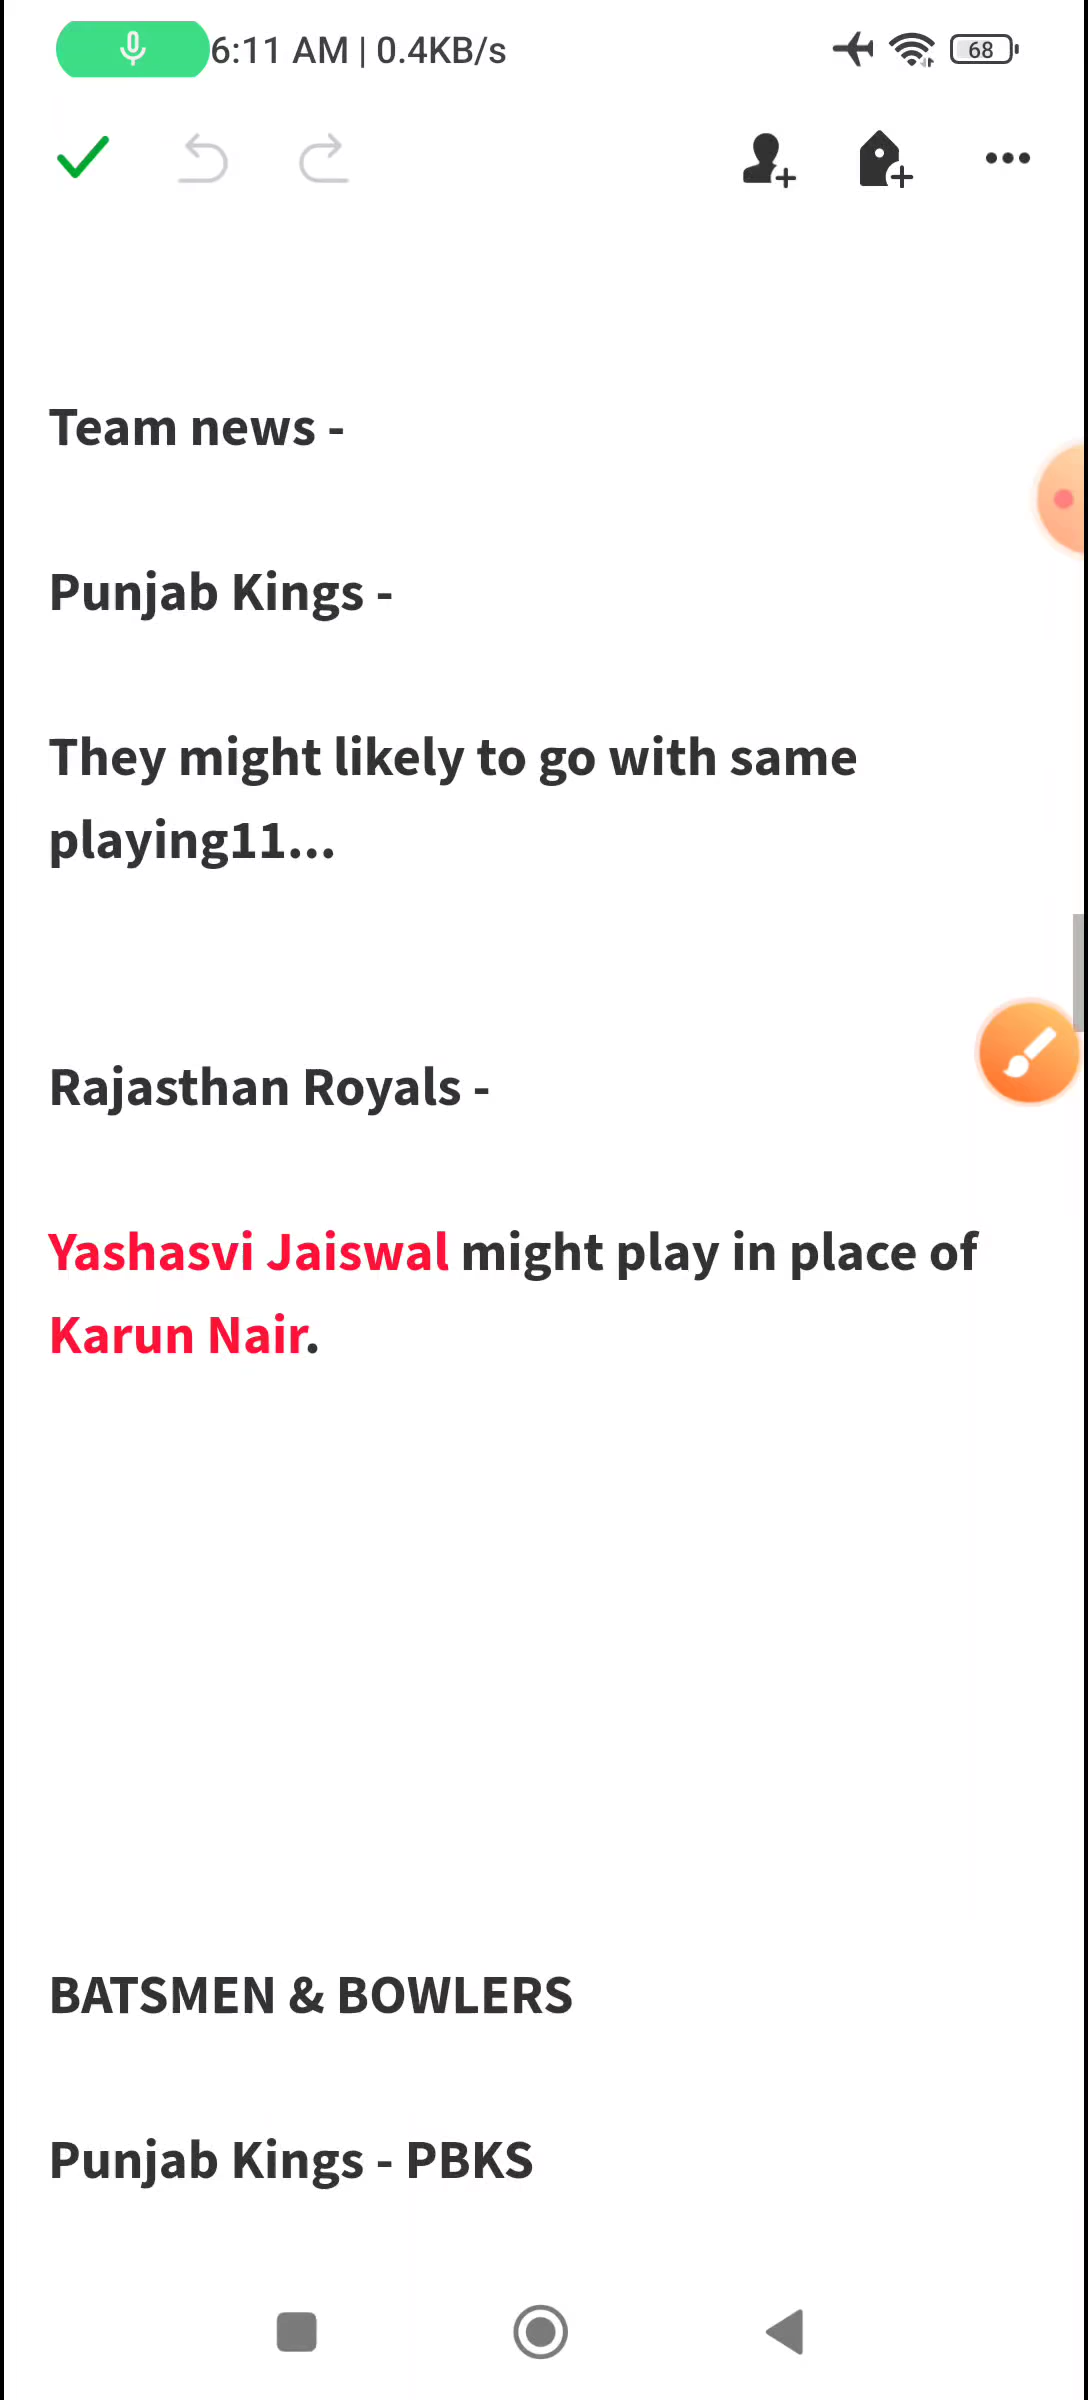 6:11 AM | 0.4KB/s
68
Team news -
Punjab Kings -
They might likely to go with same
playing11...
Rajasthan Royals -
Yashasvi Jaiswal might play in place of
Karun Nair.
BATSMEN & BOWLERS
Punjab Kings - PBKS